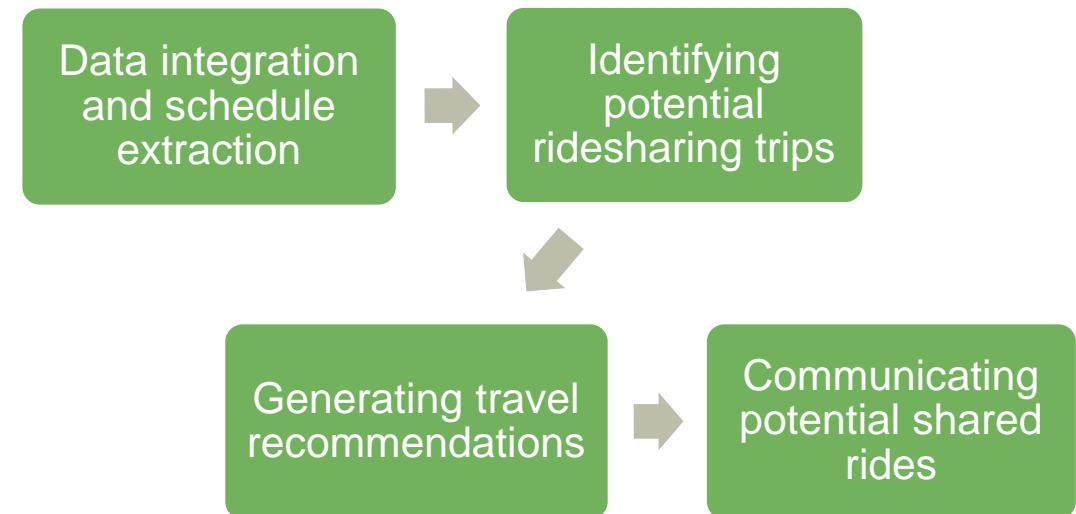 Data integration
and schedule
extraction
Identifying
potential
ridesharing trips
Generating travel
recommendations
Communicating
potential shared
rides